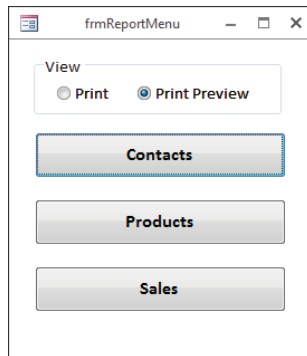 frmReportMenu
View
Print Print Preview
Contacts
Products
Sales